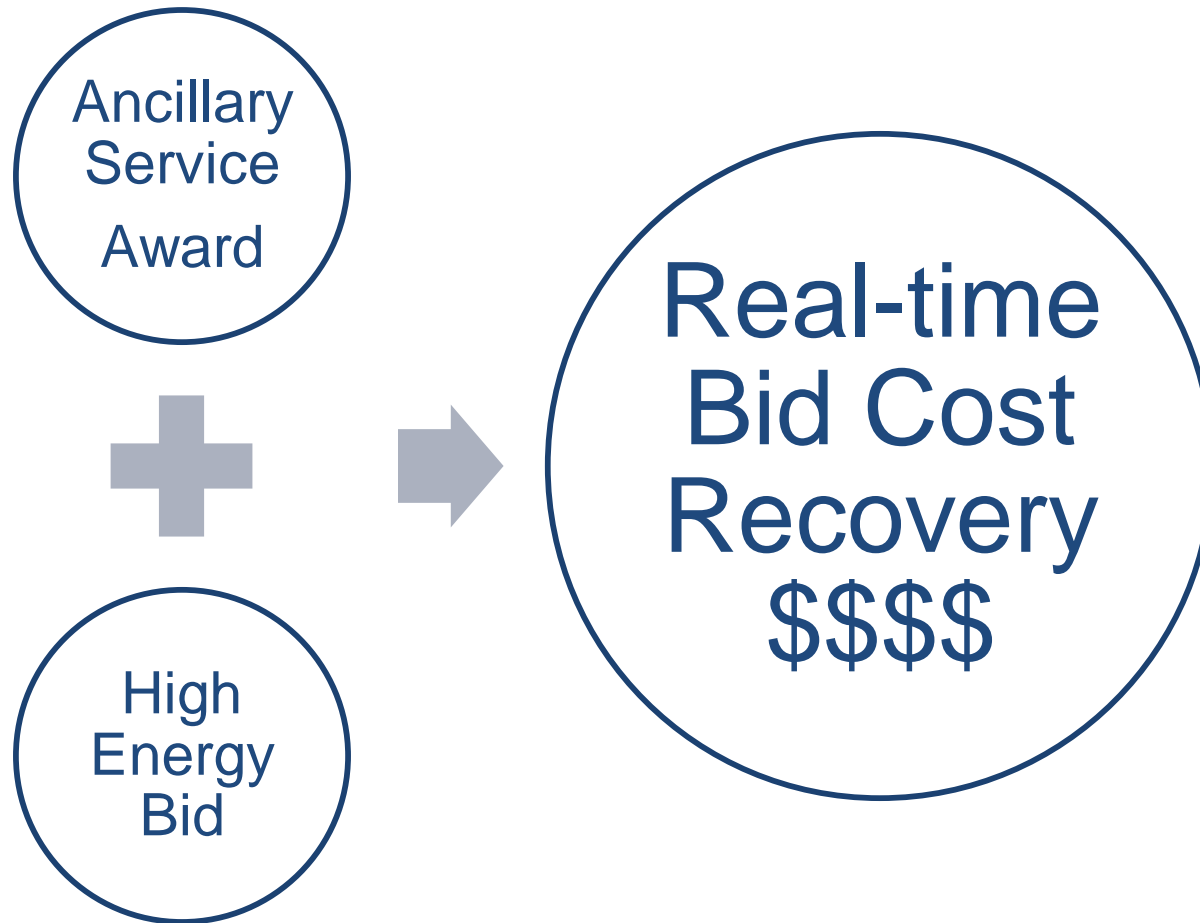 Ancillary
Service
Award
High
Energy
Bid
Real-time
Bid Cost
Recovery
$$$$